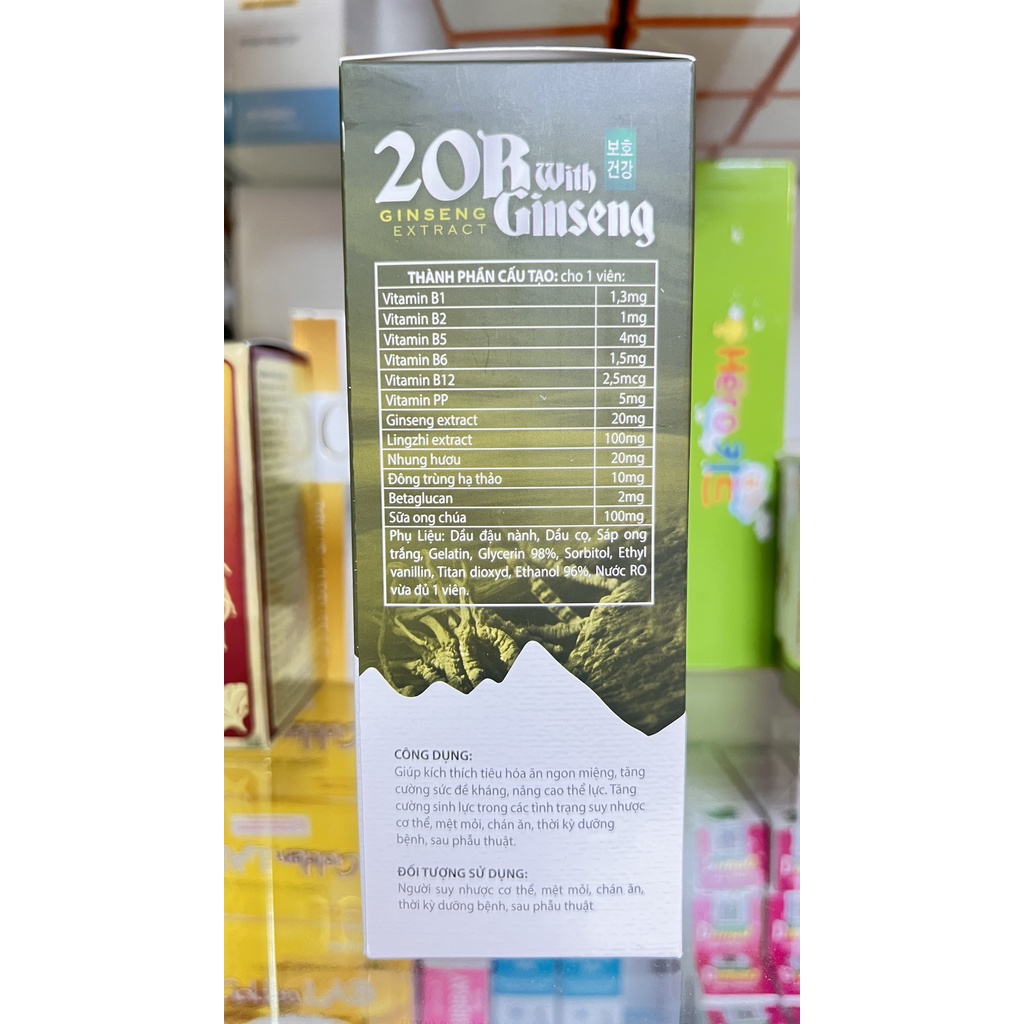 20R with Ginseng
보호
건강
GINSENG
EXTRACT
THÀNH PHẦN CẤU TẠO: cho 1 viên:
Vitamin B1 1,3mg
Vitamin B2 1mg
Vitamin B5 4mg
Vitamin B6 1,5mg
Vitamin B12 2,5mcg
Vitamin PP 5mg
Ginseng extract 20mg
Lingzhi extract 100mg
Nhung hươu 20mg
Đông trùng hạ thảo 10mg
Betaglucan 2mg
Sữa ong chúa 100mg
Phụ Liệu: Dầu đậu nành, Dầu cọ, Sáp ong
trắng, Gelatin, Glycerin 98%, Sorbitol, Ethyl
vanillin, Titan dioxyd, Ethanol 96%, Nước RO
vừa đủ 1 viên.
CÔNG DỤNG:
Giúp kích thích tiêu hóa ăn ngon miệng, tăng
cường sức đề kháng, nâng cao thể lực. Tăng
cường sinh lực trong các tình trạng suy nhược
cơ thể, mệt mỏi, chán ăn, thời kỳ dưỡng
bệnh, sau phẫu thuật.
ĐỐI TƯỢNG SỬ DỤNG:
Người suy nhược cơ thể, mệt mỏi, chán ăn,
thời kỳ dưỡng bệnh, sau phẫu thuật